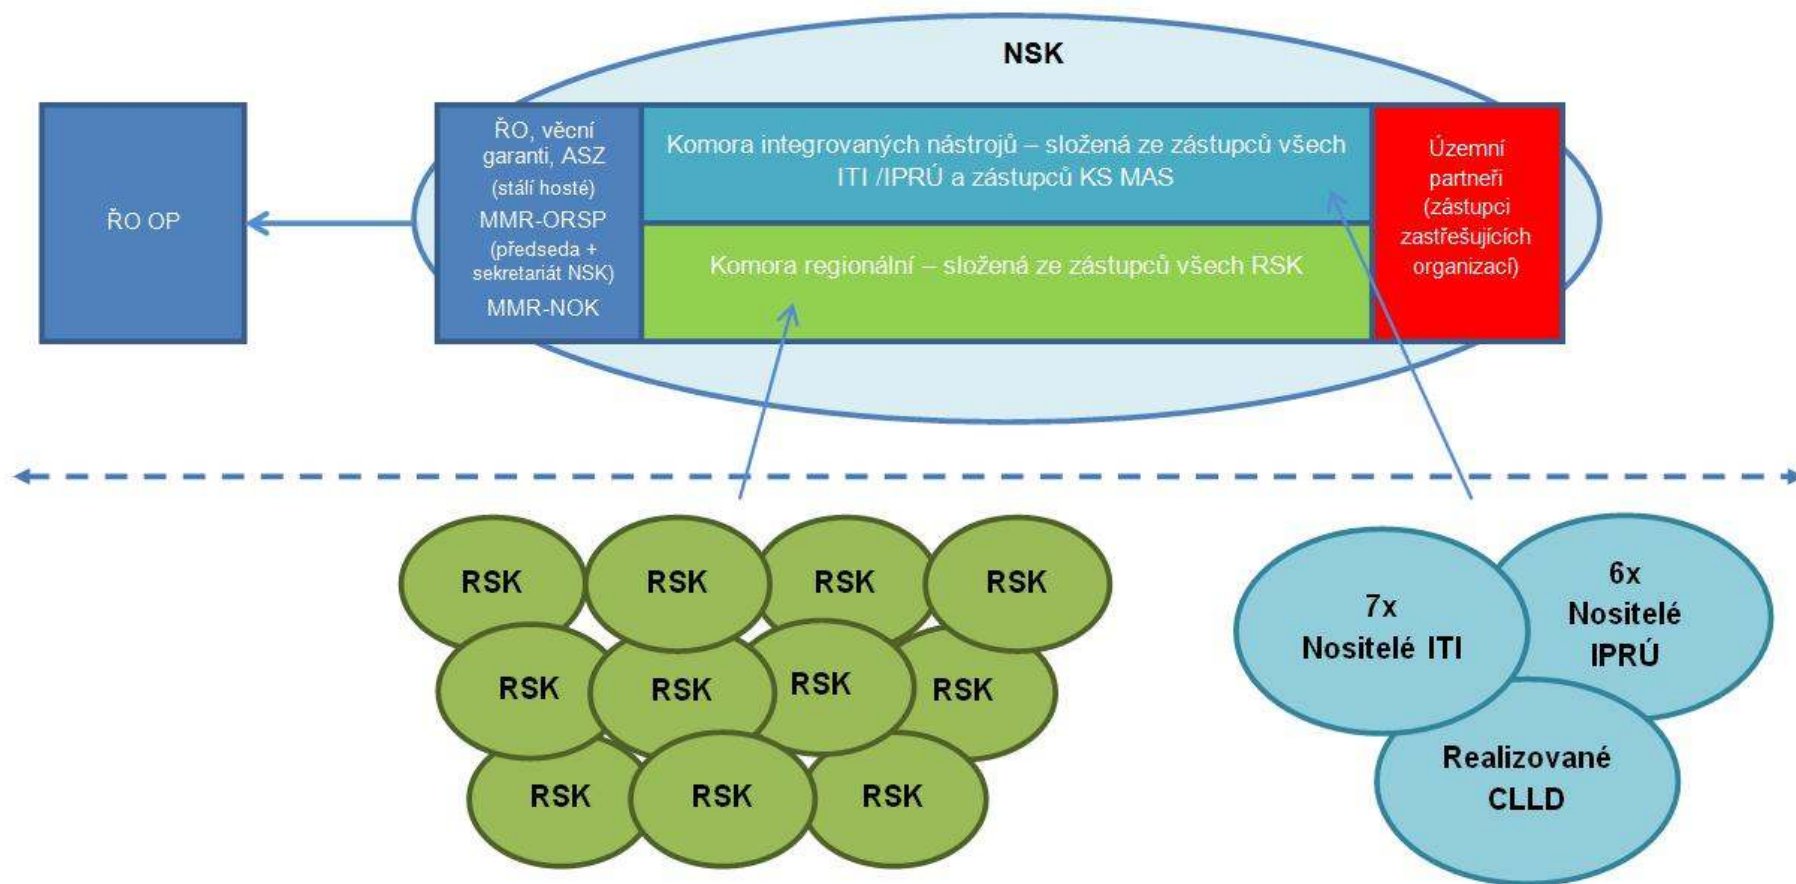 NSK
ŘO OP
ŘO, věcní
garanti, ASZ
(stálí hosté)
MMR-ORSP
(předseda +
sekretariát NSK)
MMR-NOK
Komora integrovaných nástrojů – složená ze zástupců všech
ITI /IPRÚ a zástupců KS MAS
Komora regionální – složená ze zástupců všech RSK
Územní
partneři
(zástupci
zastřešujících
organizací)
RSK
RSK
RSK
RSK
RSK
RSK
RSK
RSK
RSK
RSK
RSK
7x
Nositelé ITI
6x
Nositelé
IPRÚ
Realizované
CLLD